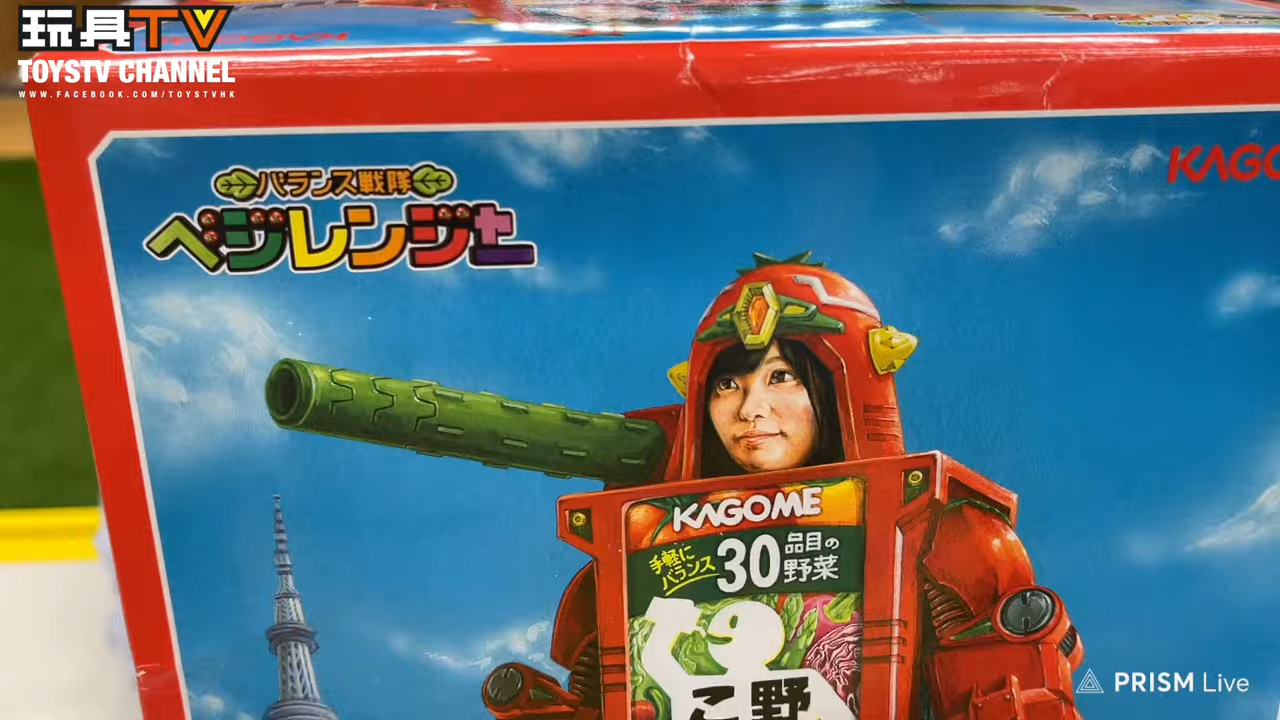 玩具TV
TOYSTV CHANNEL
WWW.FACEBOOK.COM/TOYSTVHK
KAGO
バランス戦隊
ベジレンジャー
KAGOME
手軽に
バランス
30品目の
野菜
野
PRISM Live